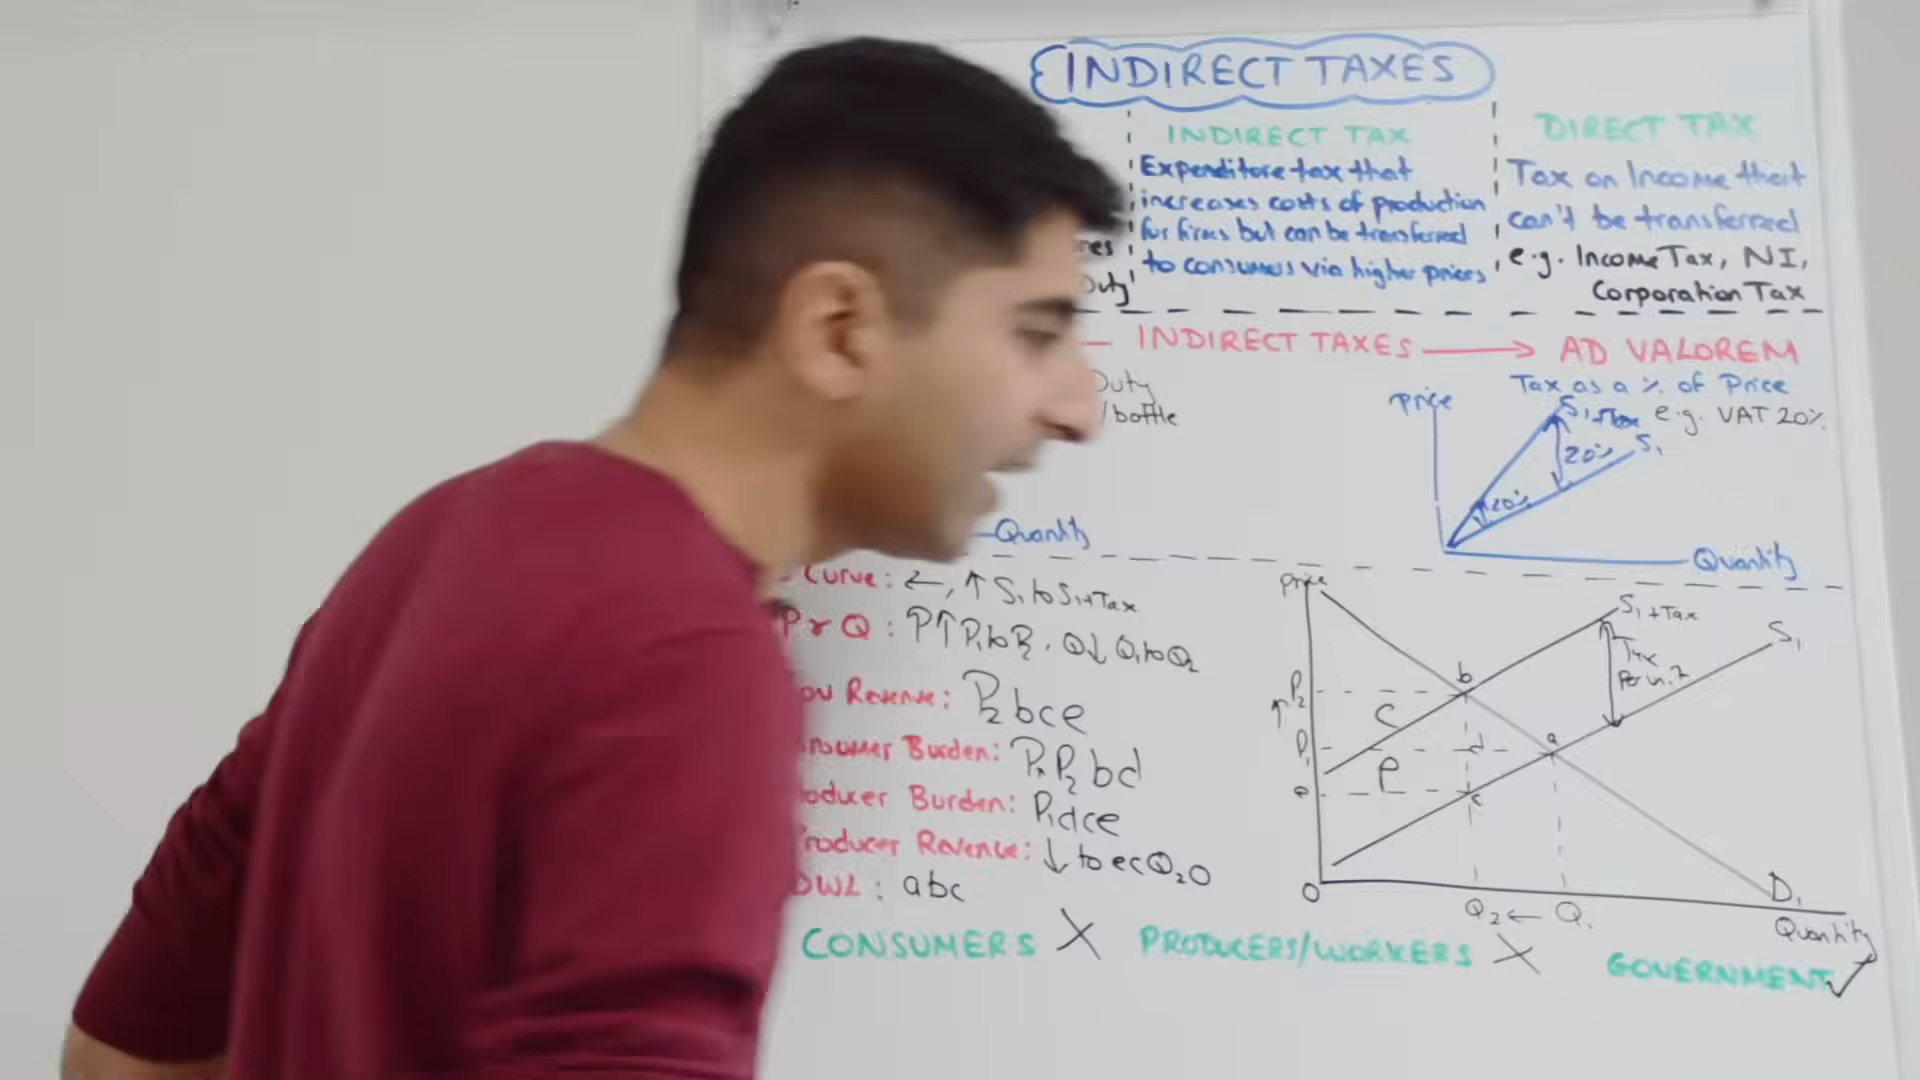 INDIRECT TAXES
INDIRECT TAX
Expenditure tax that
increases costs of production
for firms but can be transferred
to consumers via higher prices
DIRECT TAX
Tax on Income that
can't be transferred
e.g. Income Tax, NI,
Corporation Tax
Duty
INDIRECT TAXES
AD VALOREM
Tax as a % of Price
e.g. VAT 20%
Duty
/bottle
Quantity
Price
S₁+Tax
20%
S₁
20%
Quantity
Curve: ←, ↑ S₁ to S₁+Tax
P & Q: P↑ P₁ to P₂, Q↓ Q₁ to Q₂
Revenue: P₂bce
Burden: P₁P₂bd
Burden: P₁dce
Producer Revenue: ↓ to ecQ₂O
DWL: abc
Price
S₁+Tax
S₁
Tax
Per unit
b
P₂
↑
C
P₁
d
a
P
e
c
O
Q₂ ← Q₁
D₁
Quantity
CONSUMERS X PRODUCERS/WORKERS X GOVERNMENT ✓